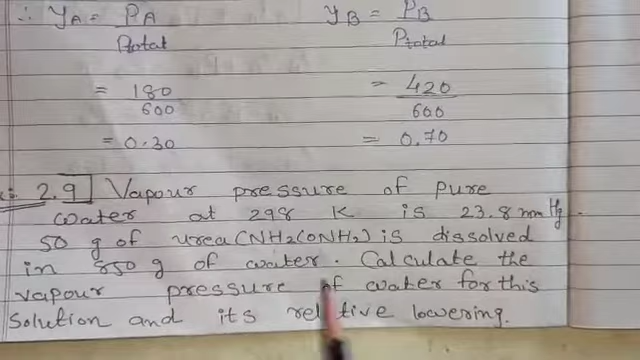 ∴ yA = PA yB = PB
Ptotal Ptotal
= 180 = 420
600 600
= 0.30 = 0.70
2.9 Vapour pressure of pure
water at 298 K is 23.8 mm Hg.
50 g of urea (NH2CONH2) is dissolved
in 850 g of water. Calculate the
vapour pressure of water for this
solution and its relative lowering.